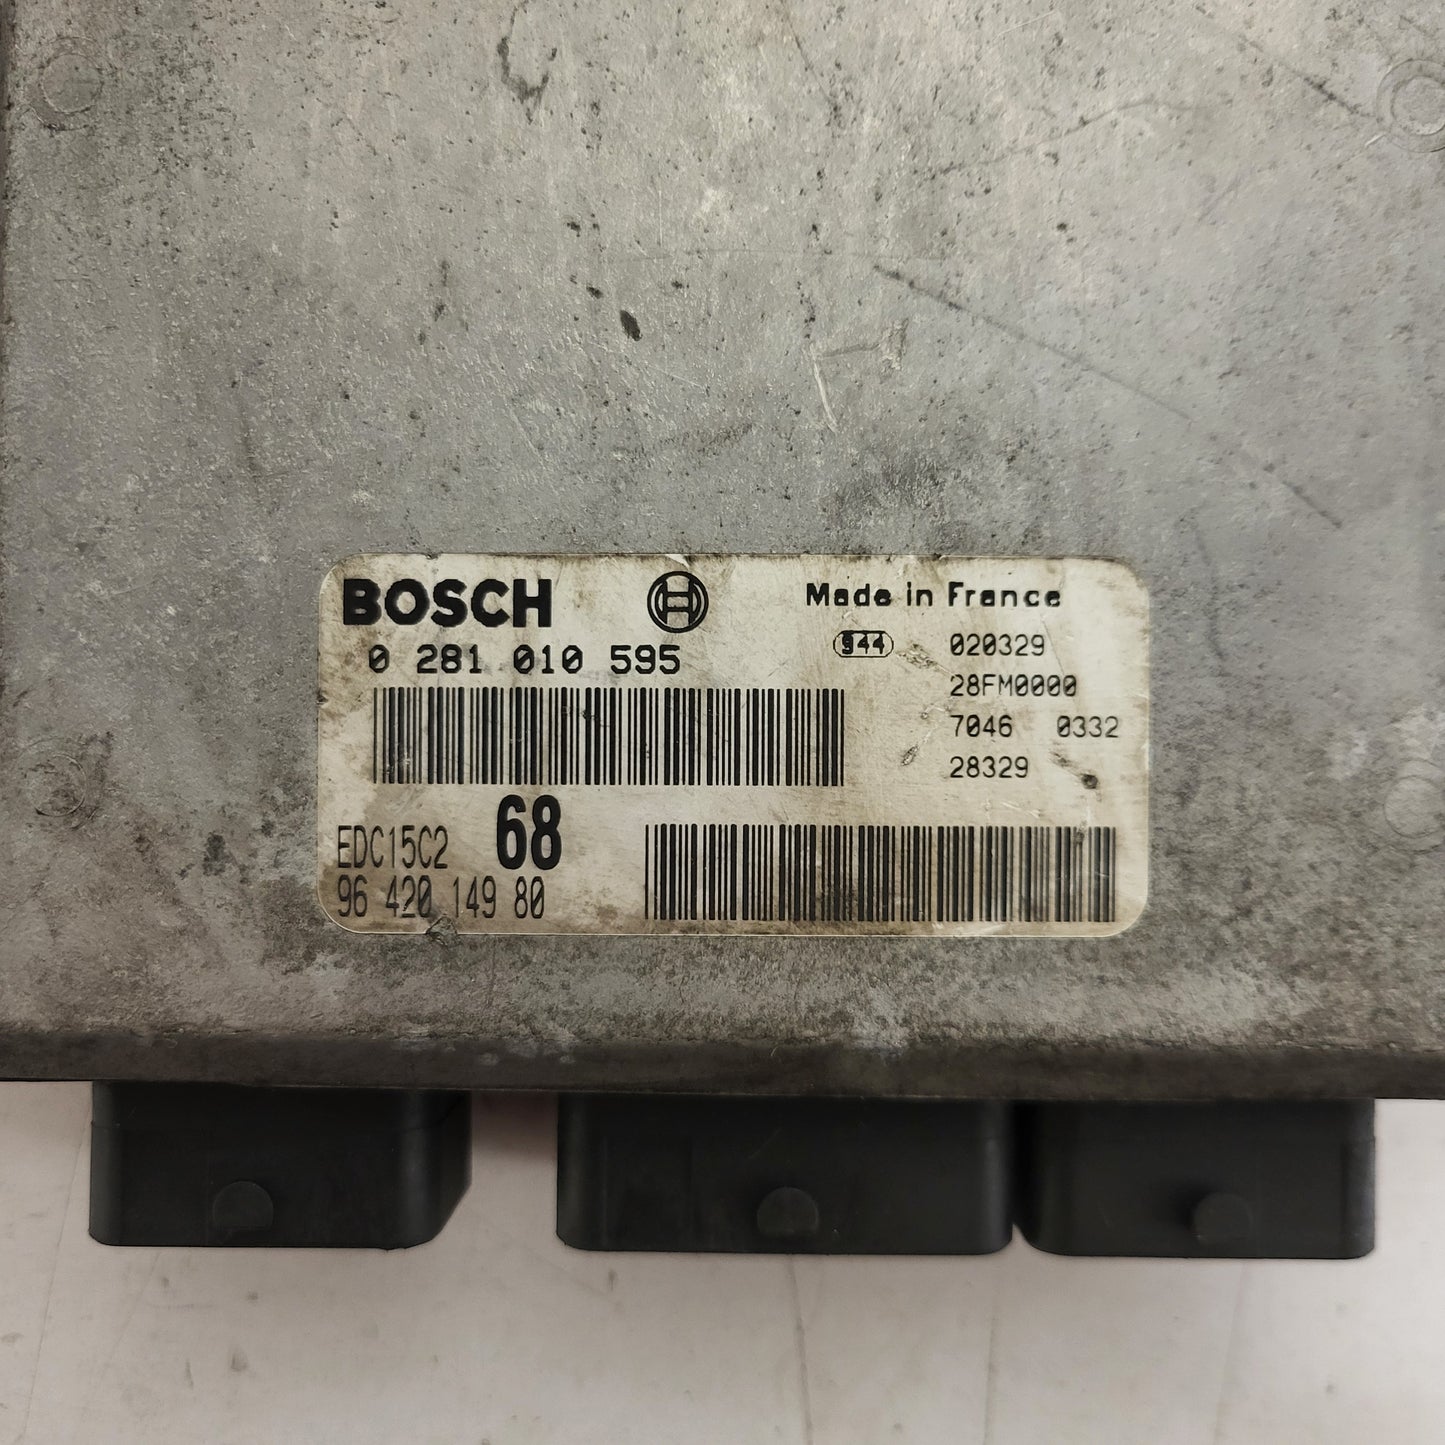 BOSCH
0 281 010 595
Made in France
944 020329
28FM0000
7046 0332
28329
EDC15C2 68
96 420 149 80